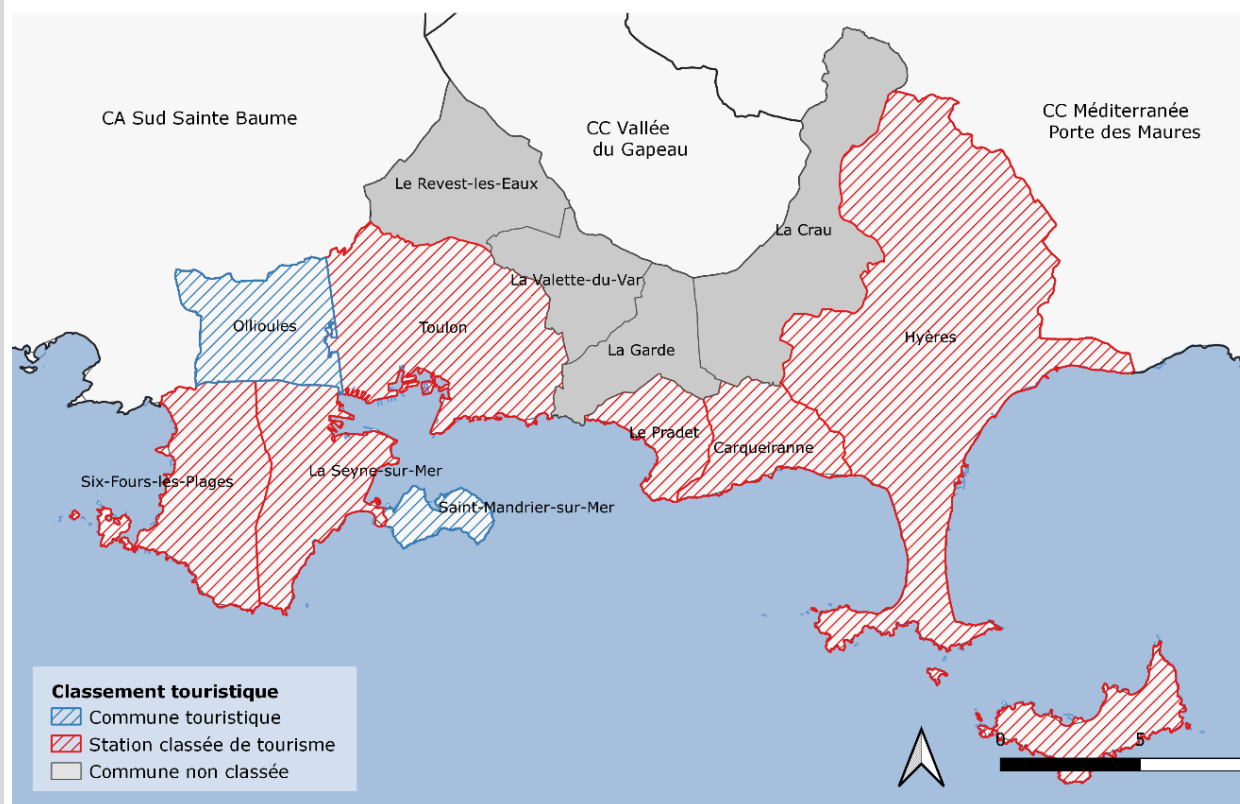 CA Sud Sainte Baume
CC Vallée
du Gapeau
CC Méditerranée
Porte des Maures
Le Revest-les-Eaux
La Crau
La Valette-du-Var
Ollioules
Toulon
La Garde
Hyères
Le Pradet
Carqueiranne
Six-Fours-les-Plages
La Seyne-sur-Mer
Saint-Mandrier-sur-Mer
Classement touristique
Commune touristique
Station classée de tourisme
Commune non classée
0 5